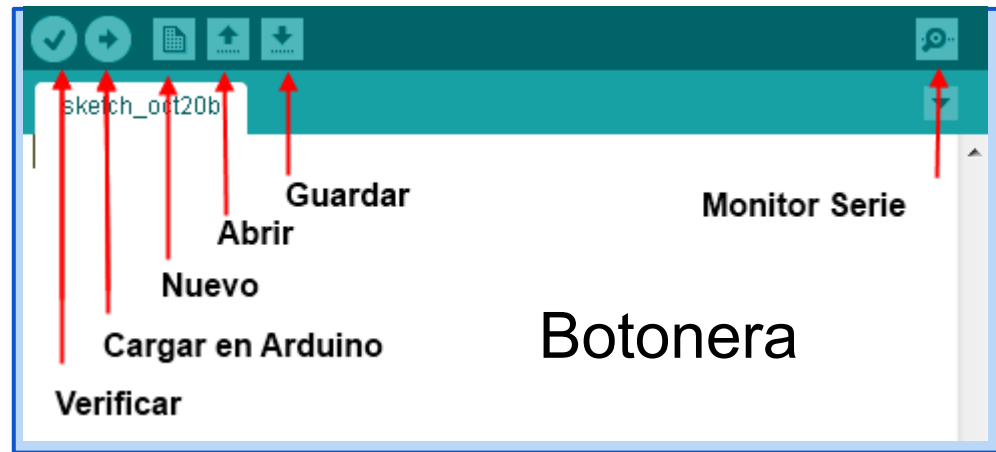 sketch_oct20b
Guardar
Monitor Serie
Abrir
Nuevo
Botonera
Cargar en Arduino
Verificar